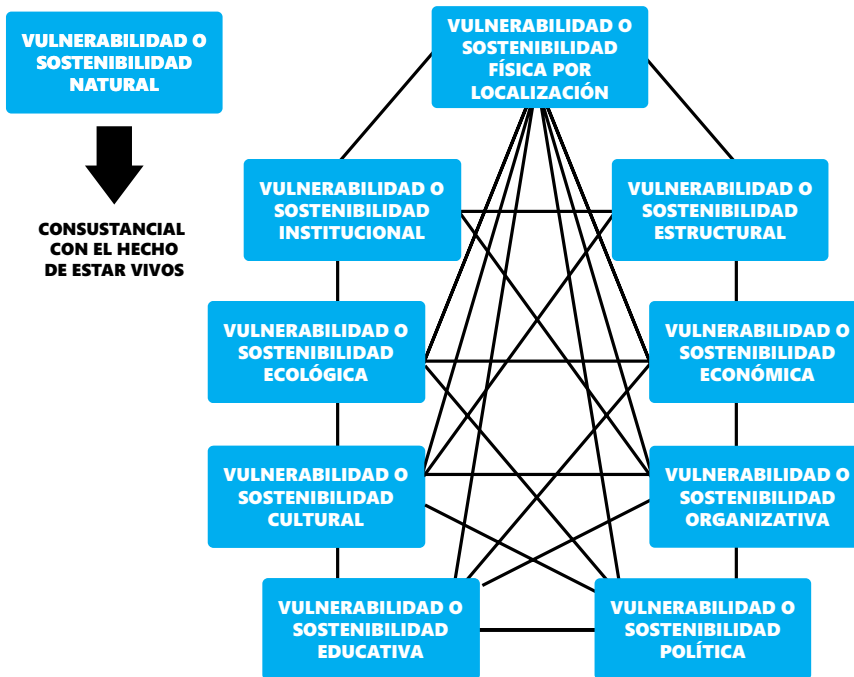 VULNERABILIDAD O
SOSTENIBILIDAD
NATURAL
CONSUSTANCIAL
CON EL HECHO
DE ESTAR VIVOS
VULNERABILIDAD O
SOSTENIBILIDAD
FÍSICA POR
LOCALIZACIÓN
VULNERABILIDAD O
SOSTENIBILIDAD
INSTITUCIONAL
VULNERABILIDAD O
SOSTENIBILIDAD
ESTRUCTURAL
VULNERABILIDAD O
SOSTENIBILIDAD
ECOLÓGICA
VULNERABILIDAD O
SOSTENIBILIDAD
ECONÓMICA
VULNERABILIDAD O
SOSTENIBILIDAD
CULTURAL
VULNERABILIDAD O
SOSTENIBILIDAD
ORGANIZATIVA
VULNERABILIDAD O
SOSTENIBILIDAD
EDUCATIVA
VULNERABILIDAD O
SOSTENIBILIDAD
POLÍTICA